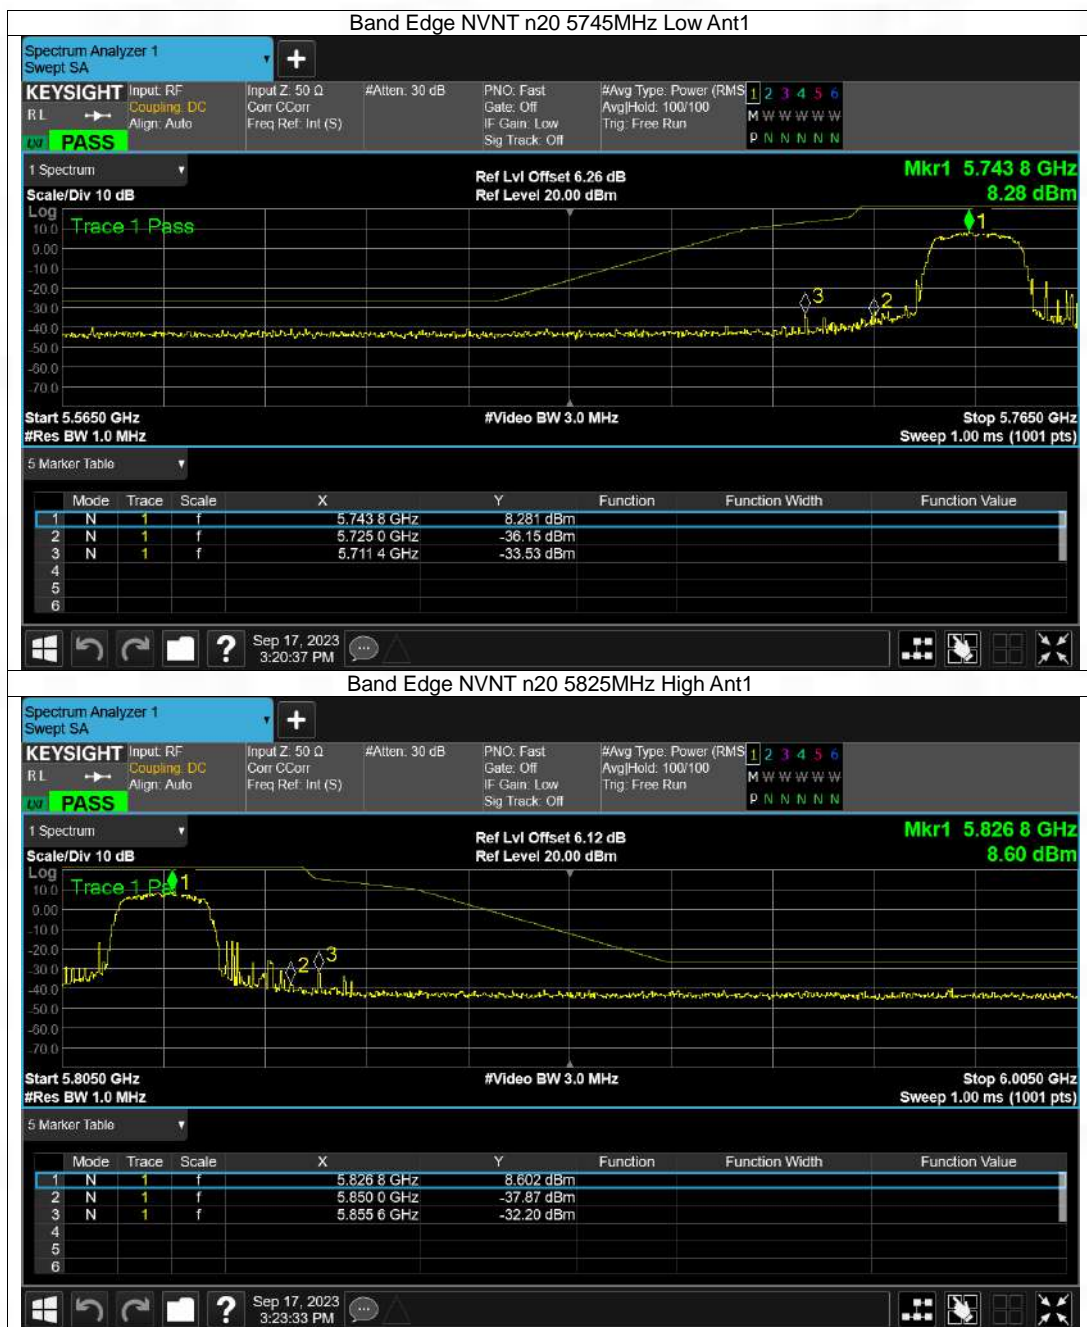 Band Edge NVNT n20 5745MHz Low Ant1
Spectrum Analyzer 1
Swept SA
+
KEYSIGHT Input: RF Input Z: 50 Ω #Atten: 30 dB PNO: Fast #Avg Type: Power (RMS 1 2 3 4 5 6
RL Coupling: DC Corr CCorr Gate: Off Avg|Hold: 100/100 M W W W W W
Align: Auto Freq Ref: Int (S) IF Gain: Low Trig: Free Run
LXI PASS Sig Track: Off P N N N N N
1 Spectrum Ref Lvl Offset 6.26 dB Mkr1 5.743 8 GHz
Scale/Div 10 dB Ref Level 20.00 dBm 8.28 dBm
Log Trace 1 Pass
10.0 1
0.00
-10.0
-20.0
-30.0 3 2
-40.0
-50.0
-60.0
-70.0
Start 5.5650 GHz #Video BW 3.0 MHz Stop 5.7650 GHz
#Res BW 1.0 MHz Sweep 1.00 ms (1001 pts)
5 Marker Table
Mode Trace Scale X Y Function Function Width Function Value
1 N 1 f 5.743 8 GHz 8.281 dBm
2 N 1 f 5.725 0 GHz -36.15 dBm
3 N 1 f 5.711 4 GHz -33.53 dBm
4
5
6
? Sep 17, 2023
3:20:37 PM
Band Edge NVNT n20 5825MHz High Ant1
Spectrum Analyzer 1
Swept SA
+
KEYSIGHT Input: RF Input Z: 50 Ω #Atten: 30 dB PNO: Fast #Avg Type: Power (RMS 1 2 3 4 5 6
RL Coupling: DC Corr CCorr Gate: Off Avg|Hold: 100/100 M W W W W W
Align: Auto Freq Ref: Int (S) IF Gain: Low Trig: Free Run
LXI PASS Sig Track: Off P N N N N N
1 Spectrum Ref Lvl Offset 6.12 dB Mkr1 5.826 8 GHz
Scale/Div 10 dB Ref Level 20.00 dBm 8.60 dBm
Log
10.0 Trace 1 Pa 1
0.00
-10.0
-20.0
-30.0 2 3
-40.0
-50.0
-60.0
-70.0
Start 5.8050 GHz #Video BW 3.0 MHz Stop 6.0050 GHz
#Res BW 1.0 MHz Sweep 1.00 ms (1001 pts)
5 Marker Table
Mode Trace Scale X Y Function Function Width Function Value
1 N 1 f 5.826 8 GHz 8.602 dBm
2 N 1 f 5.850 0 GHz -37.87 dBm
3 N 1 f 5.855 6 GHz -32.20 dBm
4
5
6
? Sep 17, 2023
3:23:33 PM